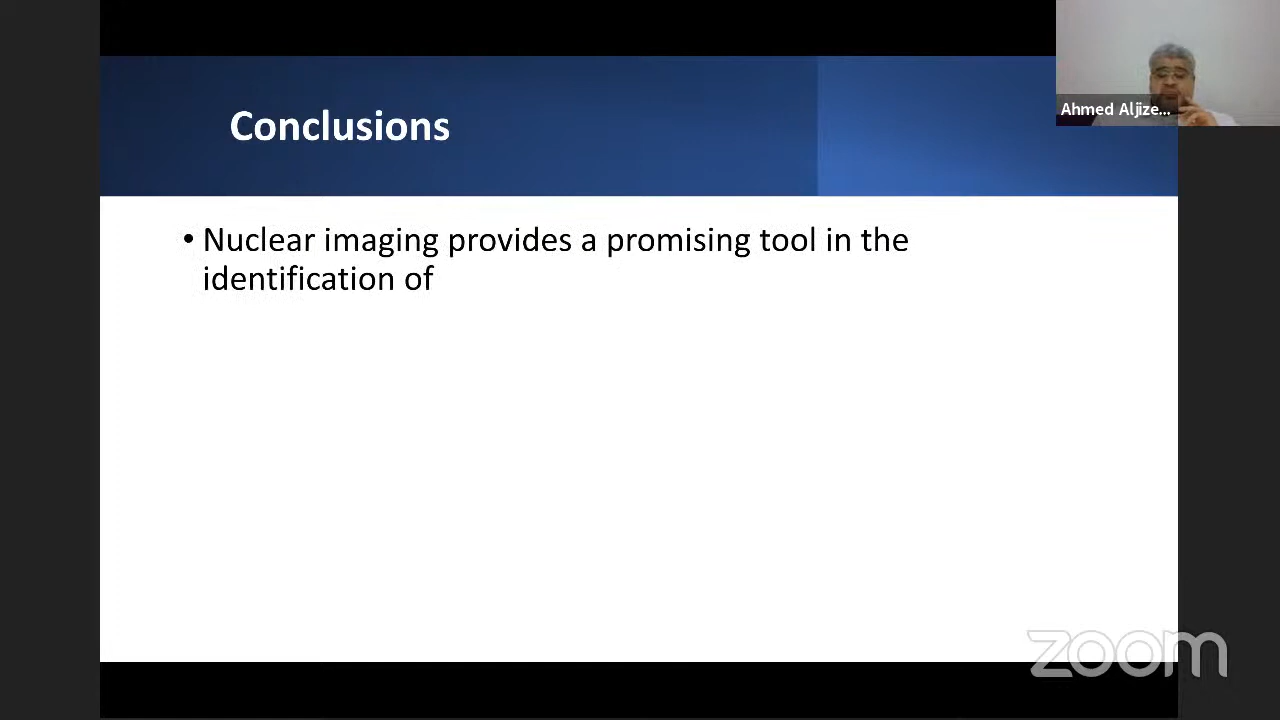 Conclusions
Ahmed Aljize...
• Nuclear imaging provides a promising tool in the
identification of
zoom